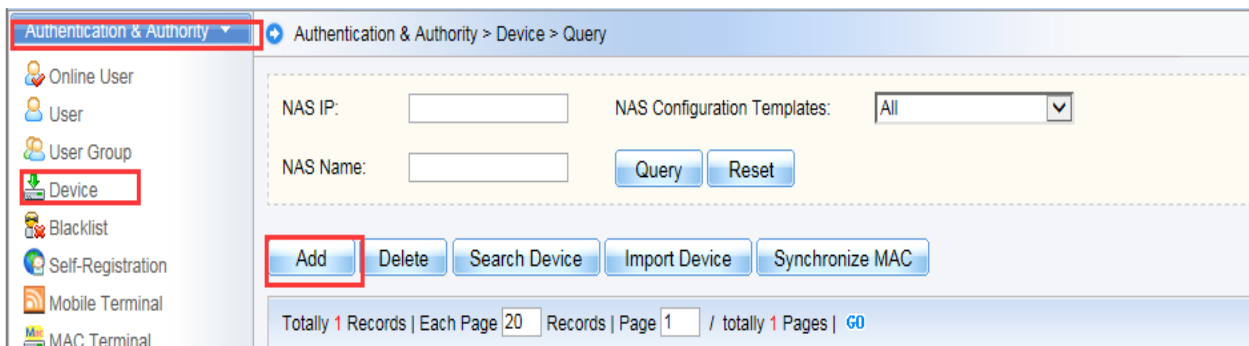 Authentication & Authority
Authentication & Authority > Device > Query
Online User
User
User Group
Device
Blacklist
Self-Registration
Mobile Terminal
MAC Terminal
NAS IP:
NAS Configuration Templates: All
NAS Name:
Query Reset
Add Delete Search Device Import Device Synchronize MAC
Totally 1 Records | Each Page 20 Records | Page 1 / totally 1 Pages | GO